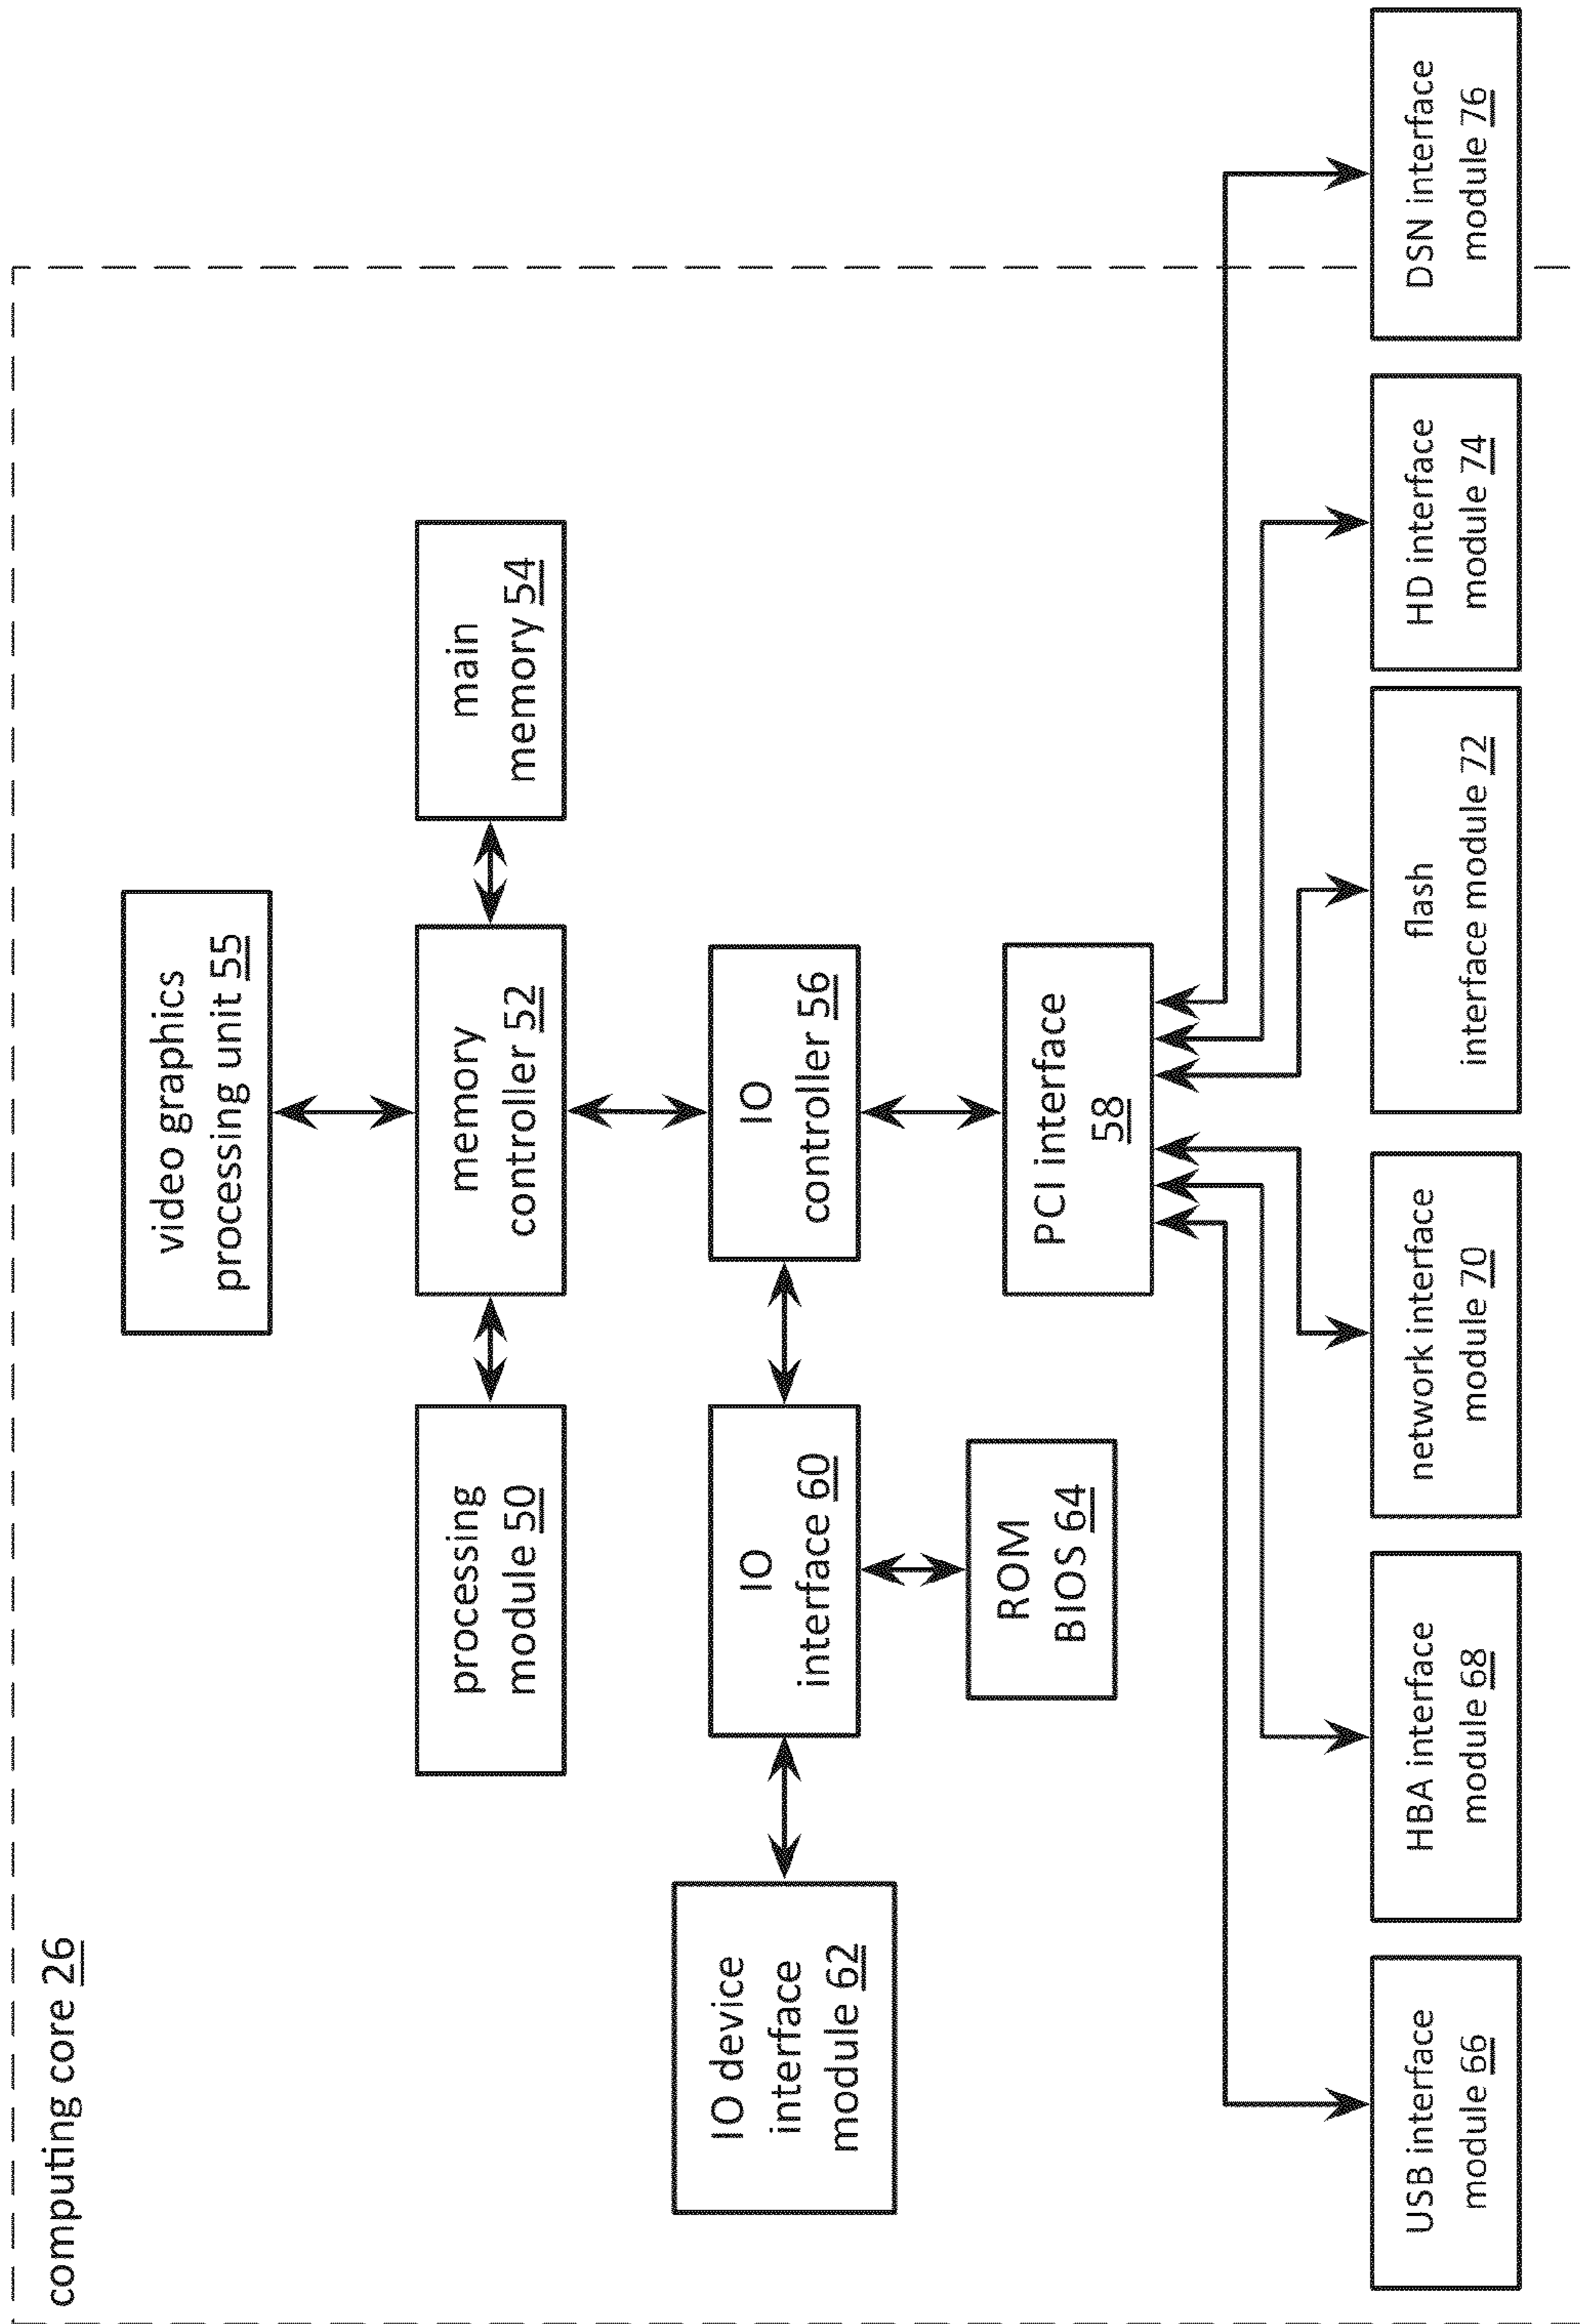 computing core 26
video graphics
processing unit 55
processing
module 50
memory
controller 52
main
memory 54
IO device
interface
module 62
IO
interface 60
IO
controller 56
ROM
BIOS 64
PCI interface
58
USB interface
module 66
HBA interface
module 68
network interface
module 70
flash
interface module 72
HD interface
module 74
DSN interface
module 76